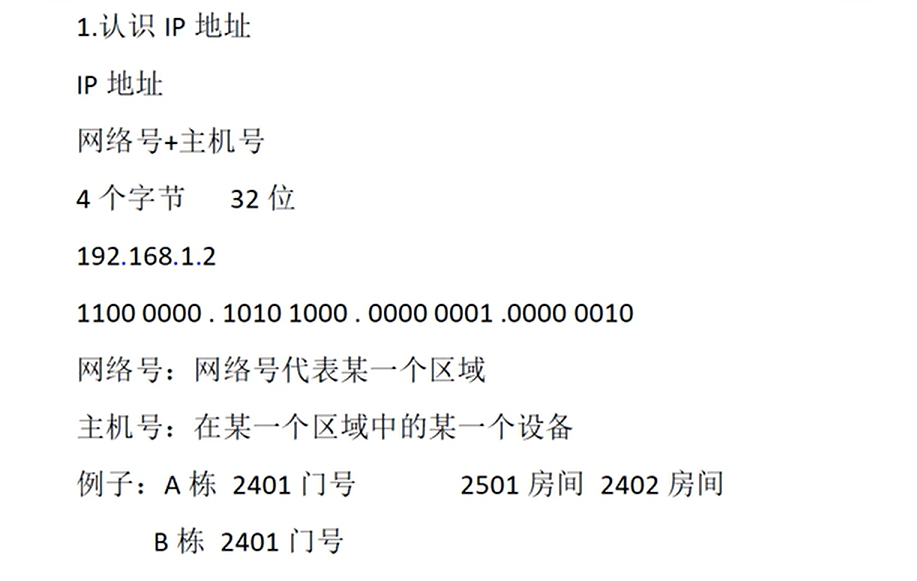 1.认识 IP 地址
IP 地址
网络号+主机号
4 个字节 32 位
192.168.1.2
1100 0000 . 1010 1000 . 0000 0001 .0000 0010
网络号：网络号代表某一个区域
主机号：在某一个区域中的某一个设备
例子：A 栋 2401 门号 2501 房间 2402 房间
B 栋 2401 门号